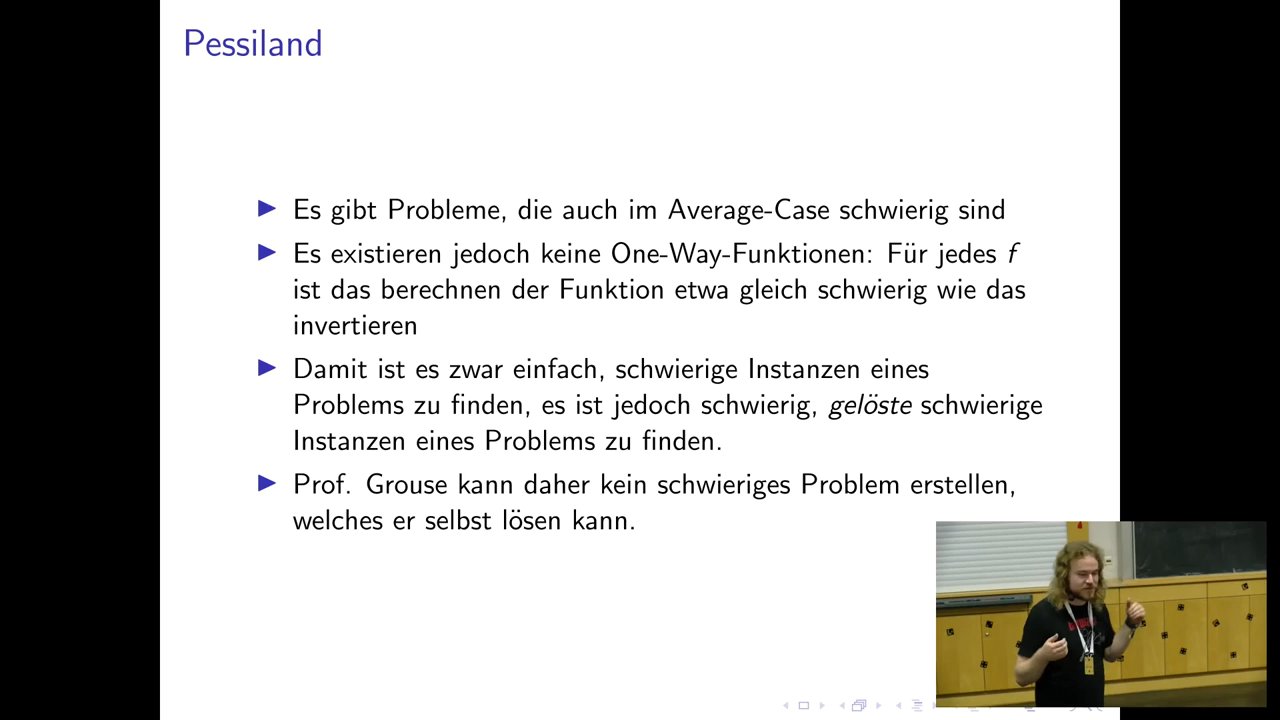 Pessiland
Es gibt Probleme, die auch im Average-Case schwierig sind
Es existieren jedoch keine One-Way-Funktionen: Für jedes f
ist das berechnen der Funktion etwa gleich schwierig wie das
invertieren
Damit ist es zwar einfach, schwierige Instanzen eines
Problems zu finden, es ist jedoch schwierig, gelöste schwierige
Instanzen eines Problems zu finden.
Prof. Grouse kann daher kein schwieriges Problem erstellen,
welches er selbst lösen kann.